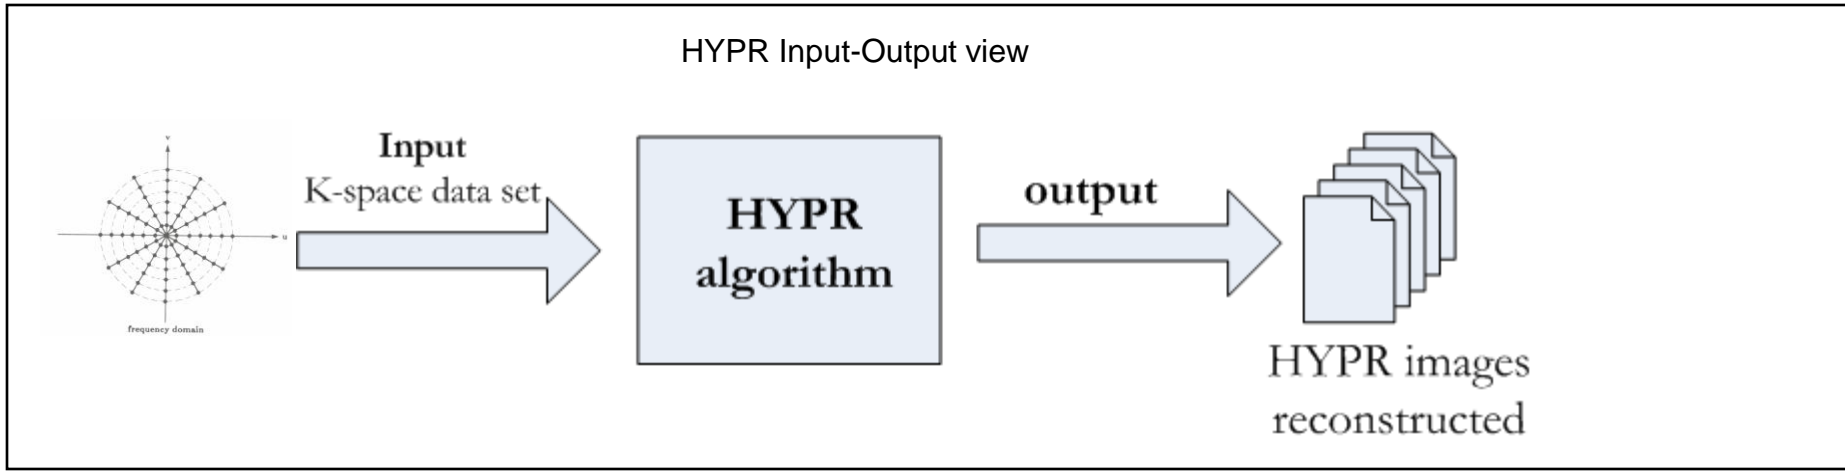 HYPR Input-Output view
v
u
frequency domain
Input
K-space data set
HYPR
algorithm
output
HYPR images
reconstructed